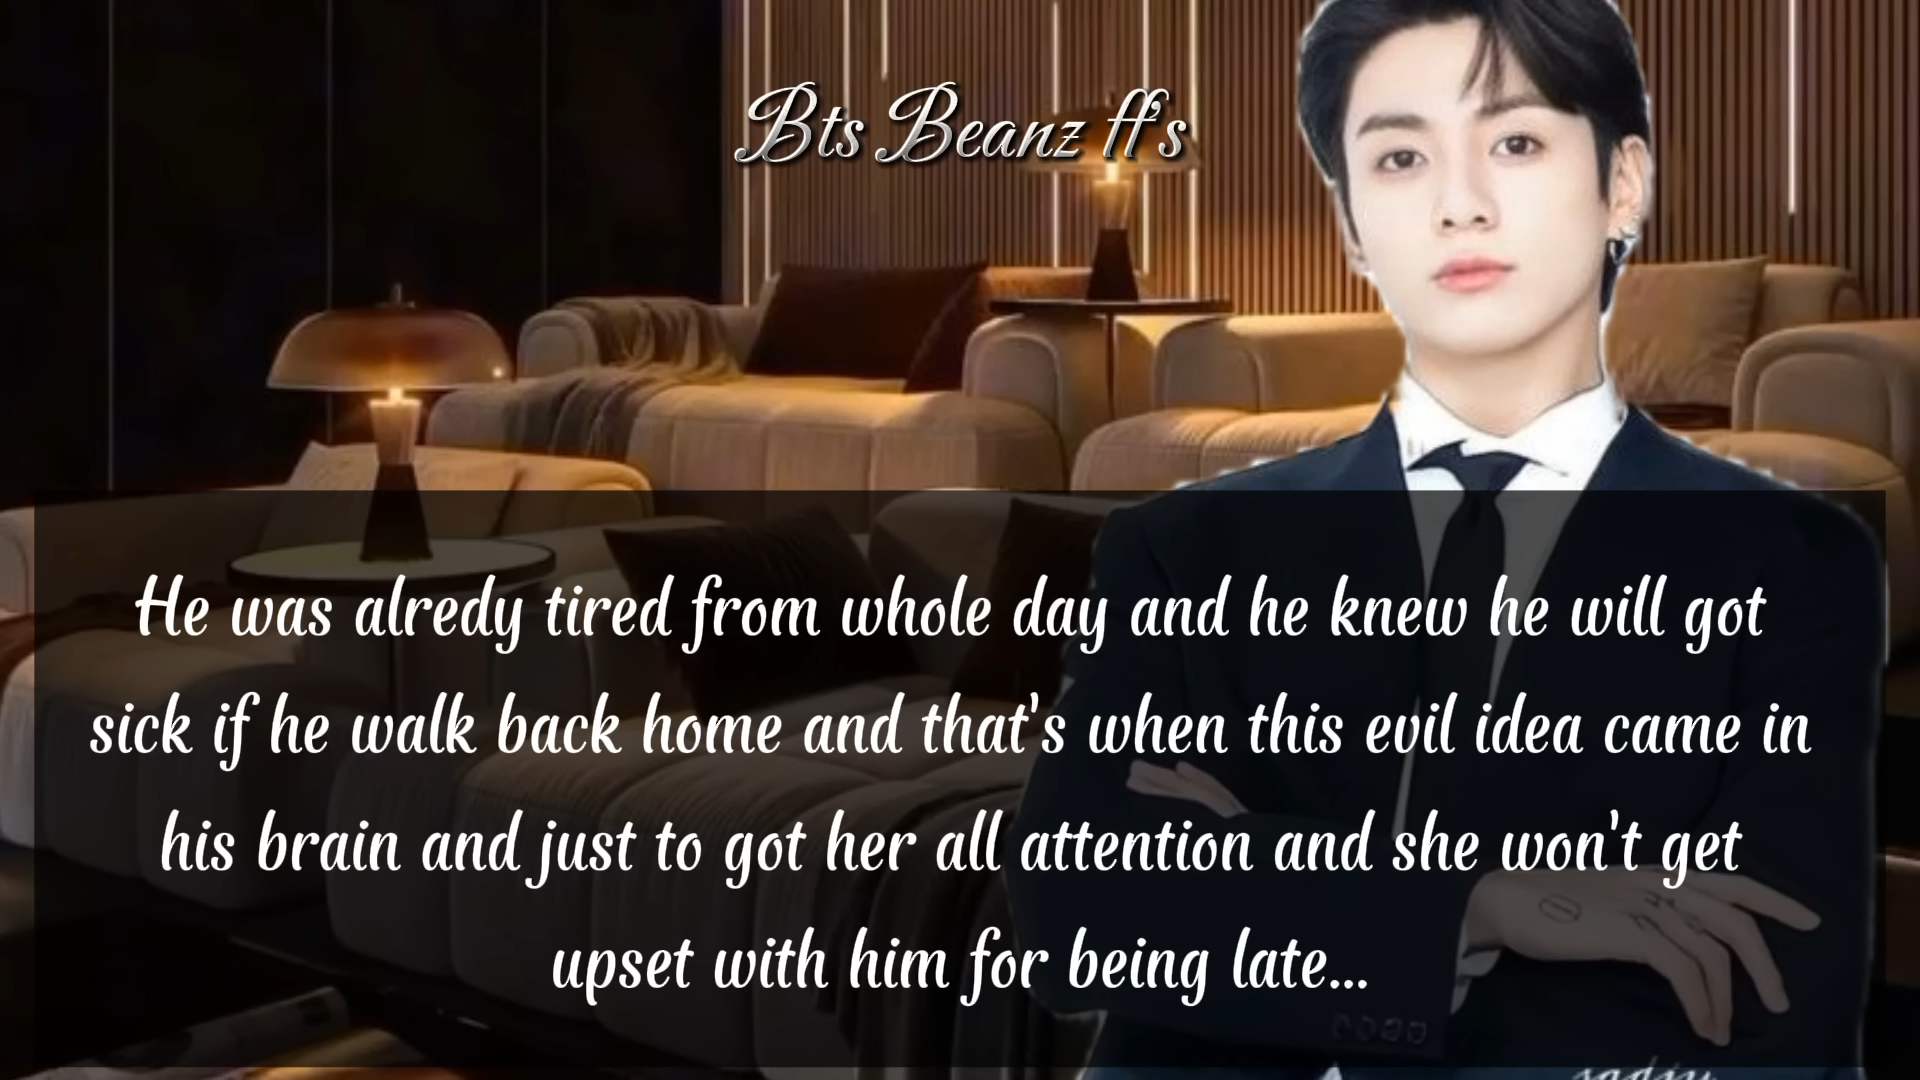 Bts Beanz ff's
He was alredy tired from whole day and he knew he will got
sick if he walk back home and that's when this evil idea came in
his brain and just to got her all attention and she won't get
upset with him for being late...